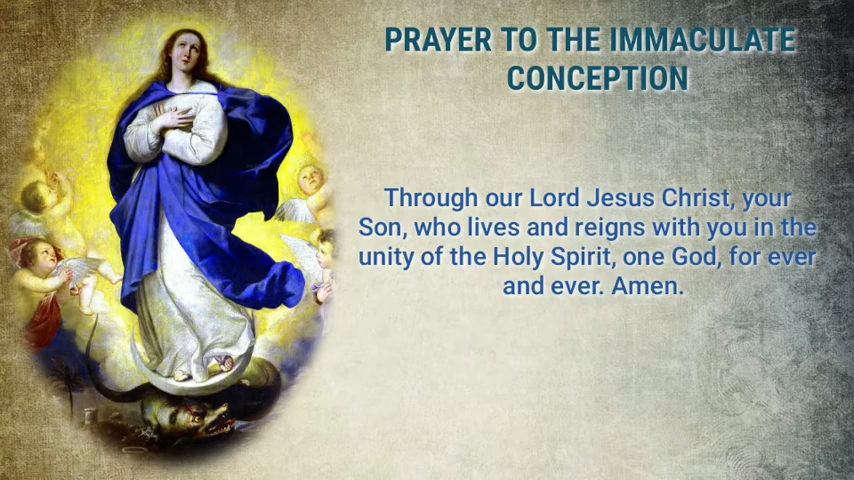 PRAYER TO THE IMMACULATE
CONCEPTION
Through our Lord Jesus Christ, your
Son, who lives and reigns with you in the
unity of the Holy Spirit, one God, for ever
and ever. Amen.